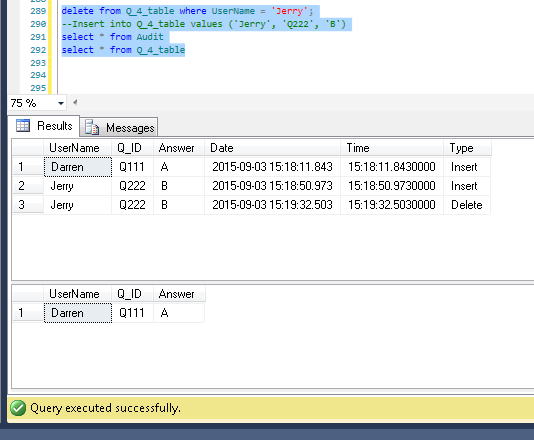 289 delete from Q_4_table where UserName = 'Jerry';
290 --Insert into Q_4_table values ('Jerry', 'Q222', 'B')
291 select * from Audit
292 select * from Q_4_table
293
294
295
75 %
Results Messages
UserName Q_ID Answer Date Time Type
1 Darren Q111 A 2015-09-03 15:18:11.843 15:18:11.8430000 Insert
2 Jerry Q222 B 2015-09-03 15:18:50.973 15:18:50.9730000 Insert
3 Jerry Q222 B 2015-09-03 15:19:32.503 15:19:32.5030000 Delete
UserName Q_ID Answer
1 Darren Q111 A
Query executed successfully.